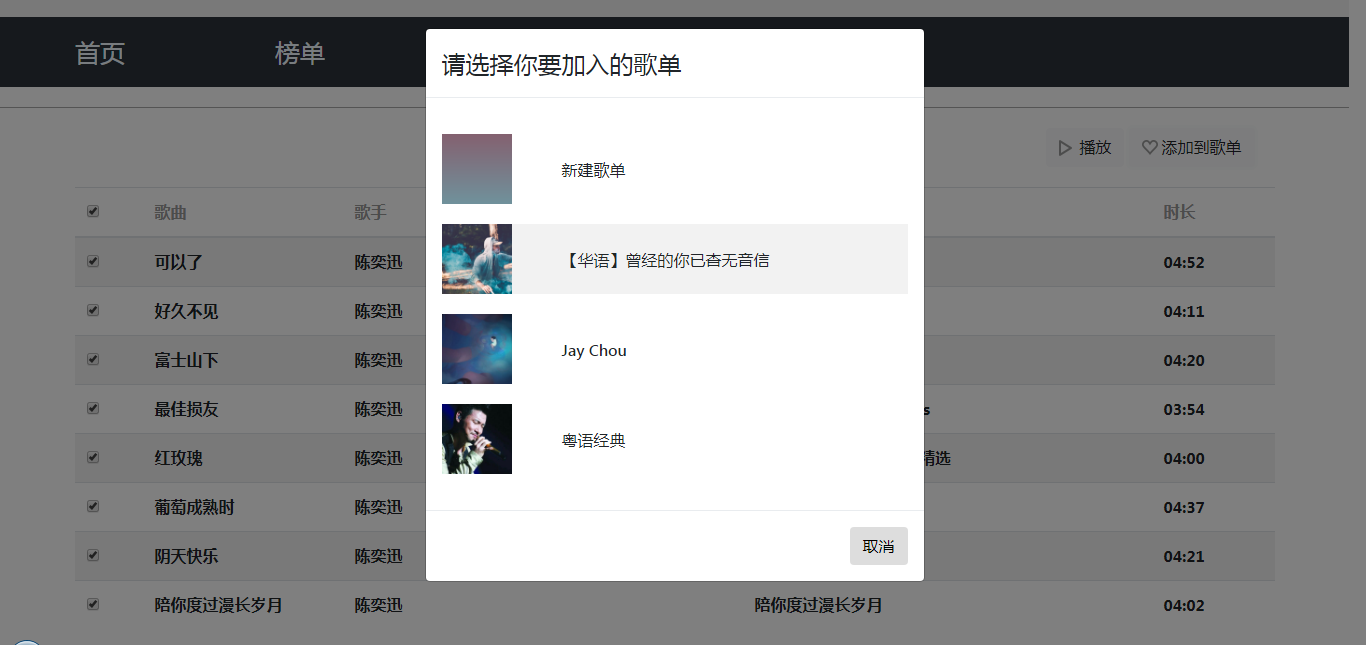 首页 榜单
请选择你要加入的歌单
播放 添加到歌单
新建歌单
【华语】曾经的你已杳无音信
Jay Chou
粤语经典
取消
歌曲 歌手 时长
可以了 陈奕迅 04:52
好久不见 陈奕迅 04:11
富士山下 陈奕迅 04:20
最佳损友 陈奕迅 s 03:54
红玫瑰 陈奕迅 精选 04:00
葡萄成熟时 陈奕迅 04:37
阴天快乐 陈奕迅 04:21
陪你度过漫长岁月 陈奕迅 陪你度过漫长岁月 04:02